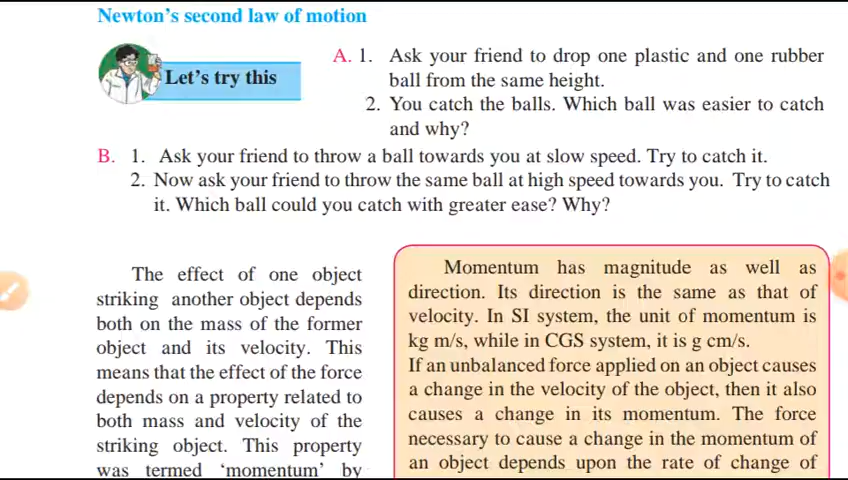 Newton's second law of motion
Let's try this
A. 1. Ask your friend to drop one plastic and one rubber
ball from the same height.
2. You catch the balls. Which ball was easier to catch
and why?
B. 1. Ask your friend to throw a ball towards you at slow speed. Try to catch it.
2. Now ask your friend to throw the same ball at high speed towards you. Try to catch
it. Which ball could you catch with greater ease? Why?
The effect of one object
striking another object depends
both on the mass of the former
object and its velocity. This
means that the effect of the force
depends on a property related to
both mass and velocity of the
striking object. This property
was termed 'momentum' by
Momentum has magnitude as well as
direction. Its direction is the same as that of
velocity. In SI system, the unit of momentum is
kg m/s, while in CGS system, it is g cm/s.
If an unbalanced force applied on an object causes
a change in the velocity of the object, then it also
causes a change in its momentum. The force
necessary to cause a change in the momentum of
an object depends upon the rate of change of